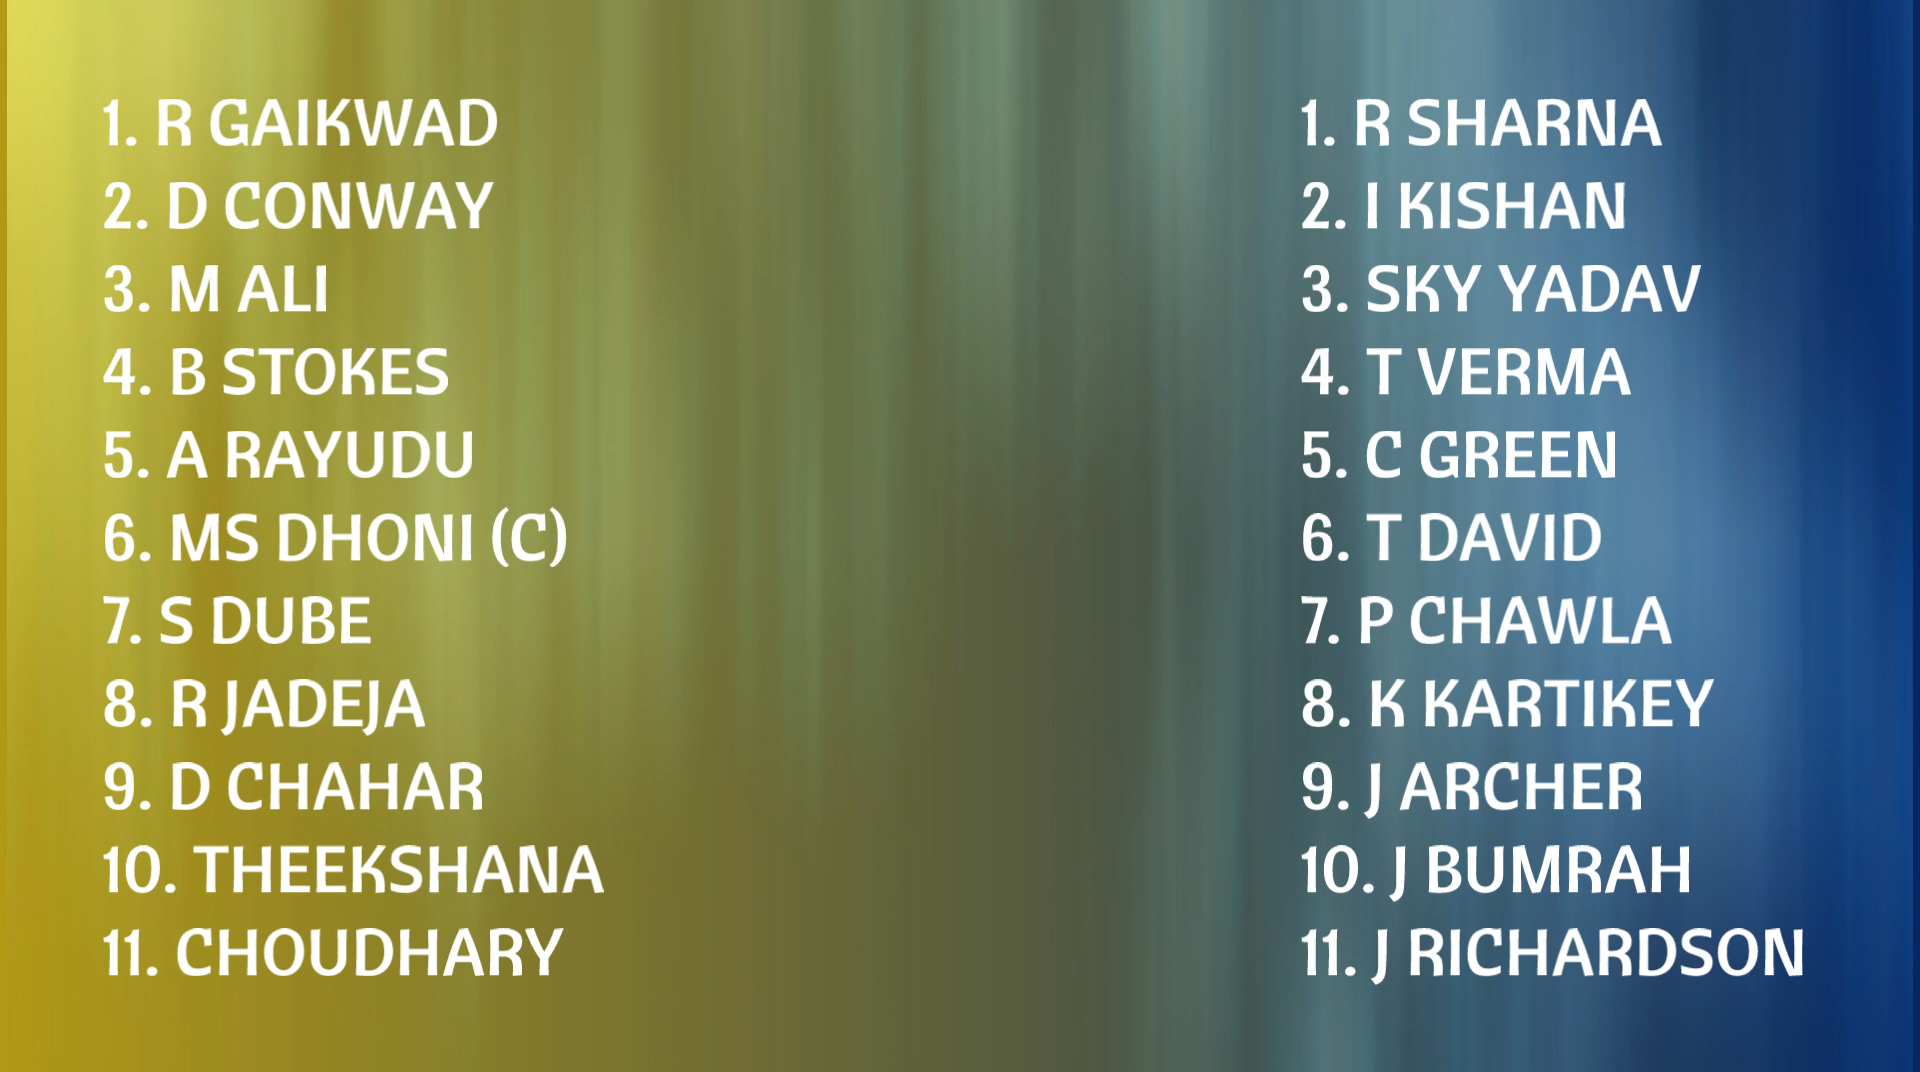 1. R GAIKWAD
2. D CONWAY
3. M ALI
4. B STOKES
5. A RAYUDU
6. MS DHONI (C)
7. S DUBE
8. R JADEJA
9. D CHAHAR
10. THEEKSHANA
11. CHOUDHARY
1. R SHARNA
2. I KISHAN
3. SKY YADAV
4. T VERMA
5. C GREEN
6. T DAVID
7. P CHAWLA
8. K KARTIKEY
9. J ARCHER
10. J BUMRAH
11. J RICHARDSON